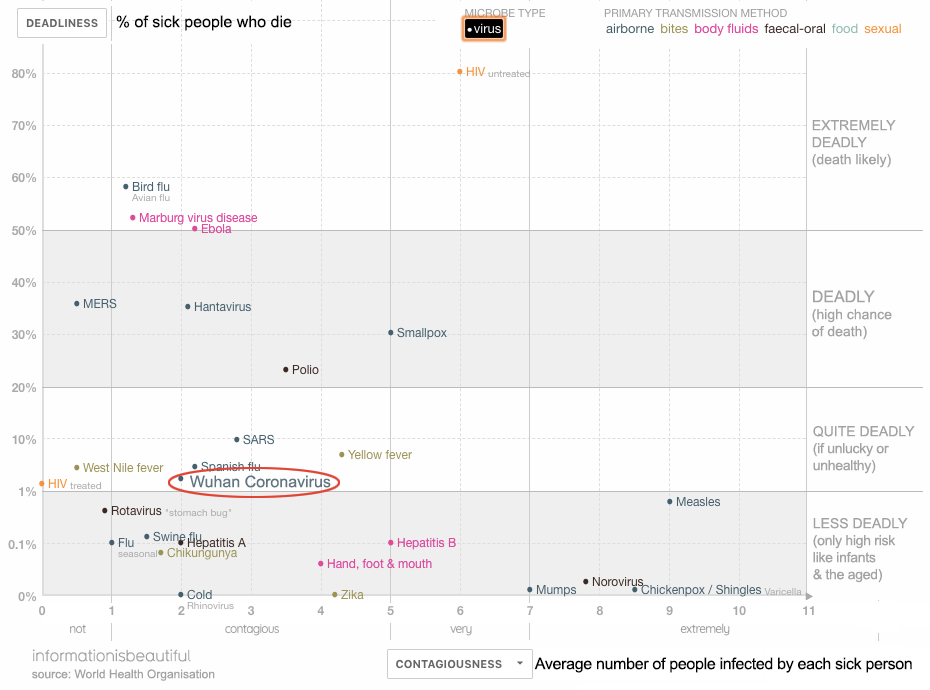 DEADLINESS
% of sick people who die
MICROBE TYPE
virus
PRIMARY TRANSMISSION METHOD
airborne bites body fluids faecal-oral food sexual
80%
HIV untreated
70%
EXTREMELY
DEADLY
(death likely)
60%
Bird flu
Avian flu
Marburg virus disease
Ebola
50%
40%
DEADLY
(high chance
of death)
MERS
Hantavirus
30%
Smallpox
Polio
20%
QUITE DEADLY
(if unlucky or
unhealthy)
10%
SARS
Yellow fever
West Nile fever
Spanish flu
Wuhan Coronavirus
HIV treated
1%
Measles
Rotavirus "stomach bug"
LESS DEADLY
(only high risk
like infants
& the aged)
Swine flu
0.1%
Flu
seasonal
Hepatitis A
Hepatitis B
Chikungunya
Hand, foot & mouth
Norovirus
Mumps
Chickenpox / Shingles Varicella
0%
Cold
Rhinovirus
Zika
0 1 2 3 4 5 6 7 8 9 10 11
not contagious very extremely
informationisbeautiful
source: World Health Organisation
CONTAGIOUSNESS
Average number of people infected by each sick person